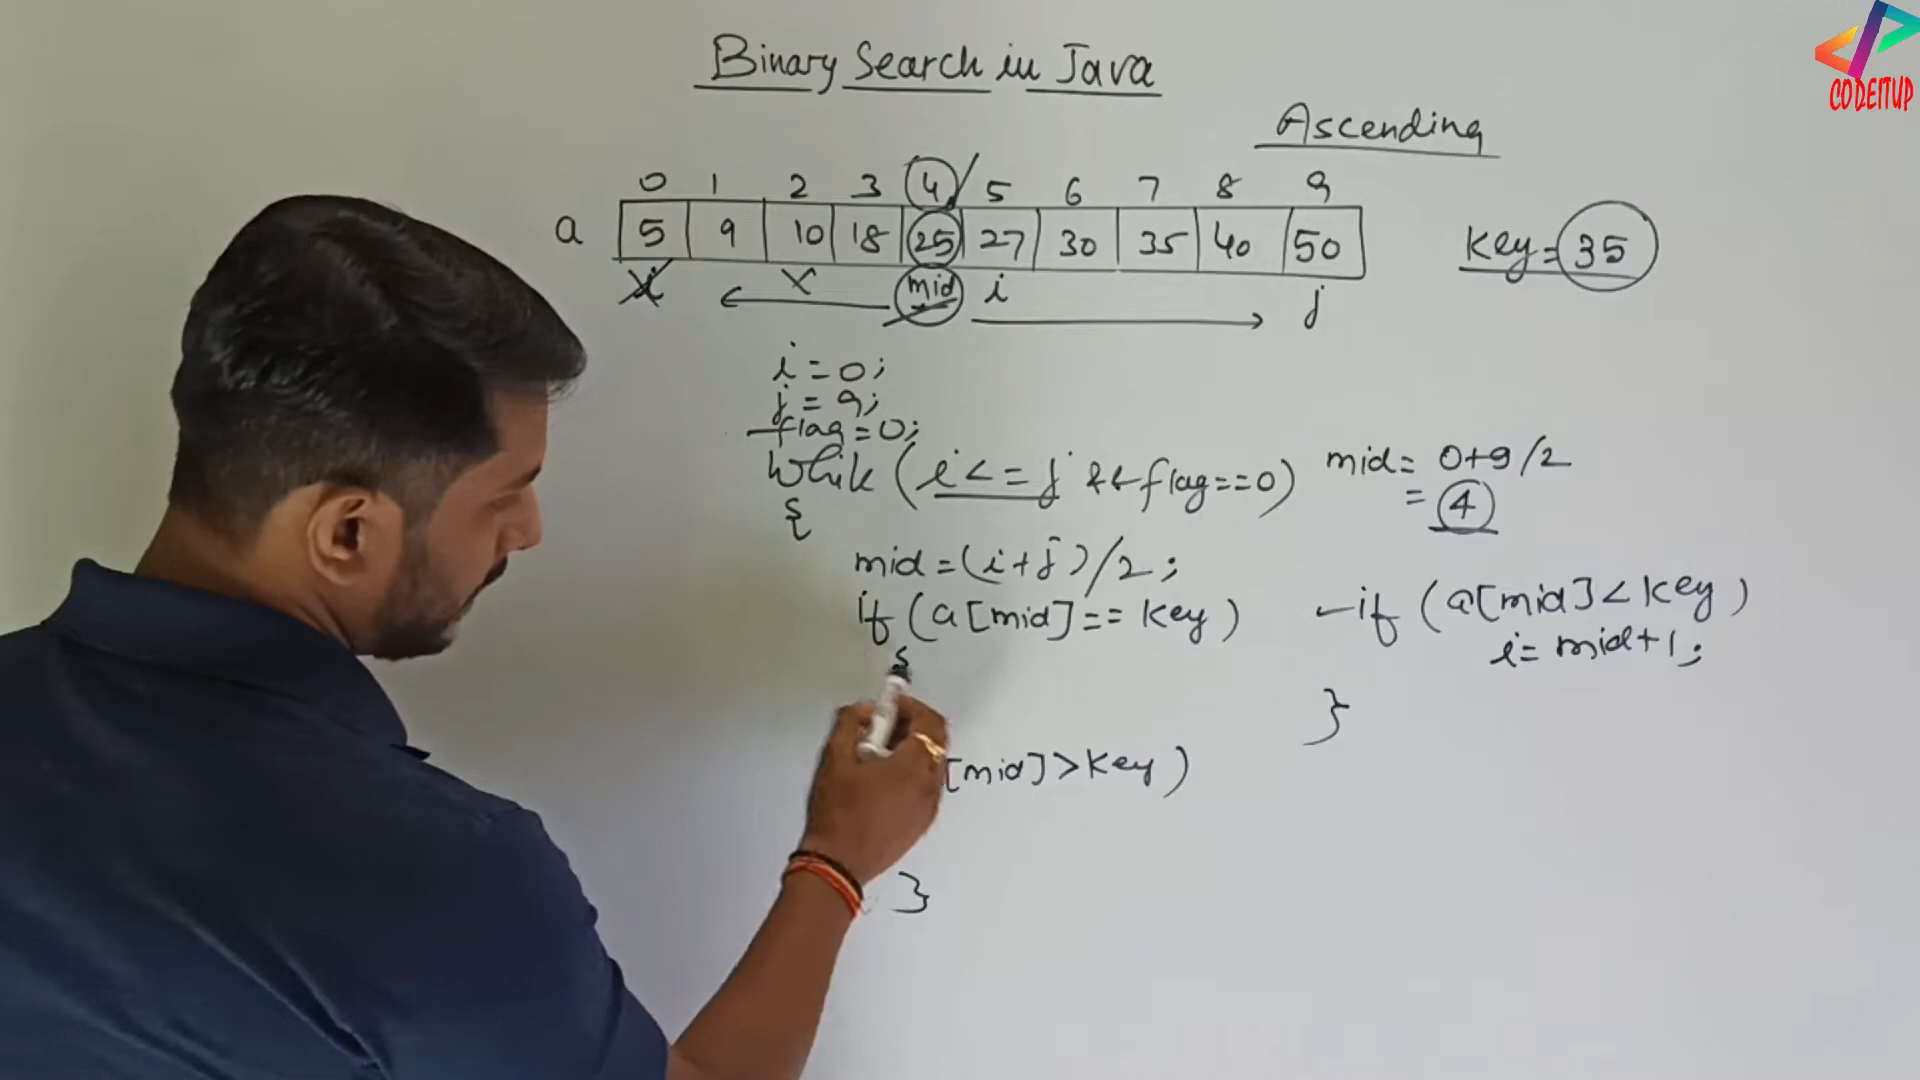 Binary Search in Java
CODEITUP
Ascending
0 1 2 3 4 5 6 7 8 9
a 5 9 10 18 25 27 30 35 40 50
Key = 35
i mid i j
i = 0;
j = 9;
flag = 0;
While (i <= j && flag == 0)
{
mid = (i + j) / 2;
if (a[mid] == Key)
{
[mid] > Key)
}
mid = 0+9/2
= 4
if (a[mid] < Key)
i = mid + 1;
}